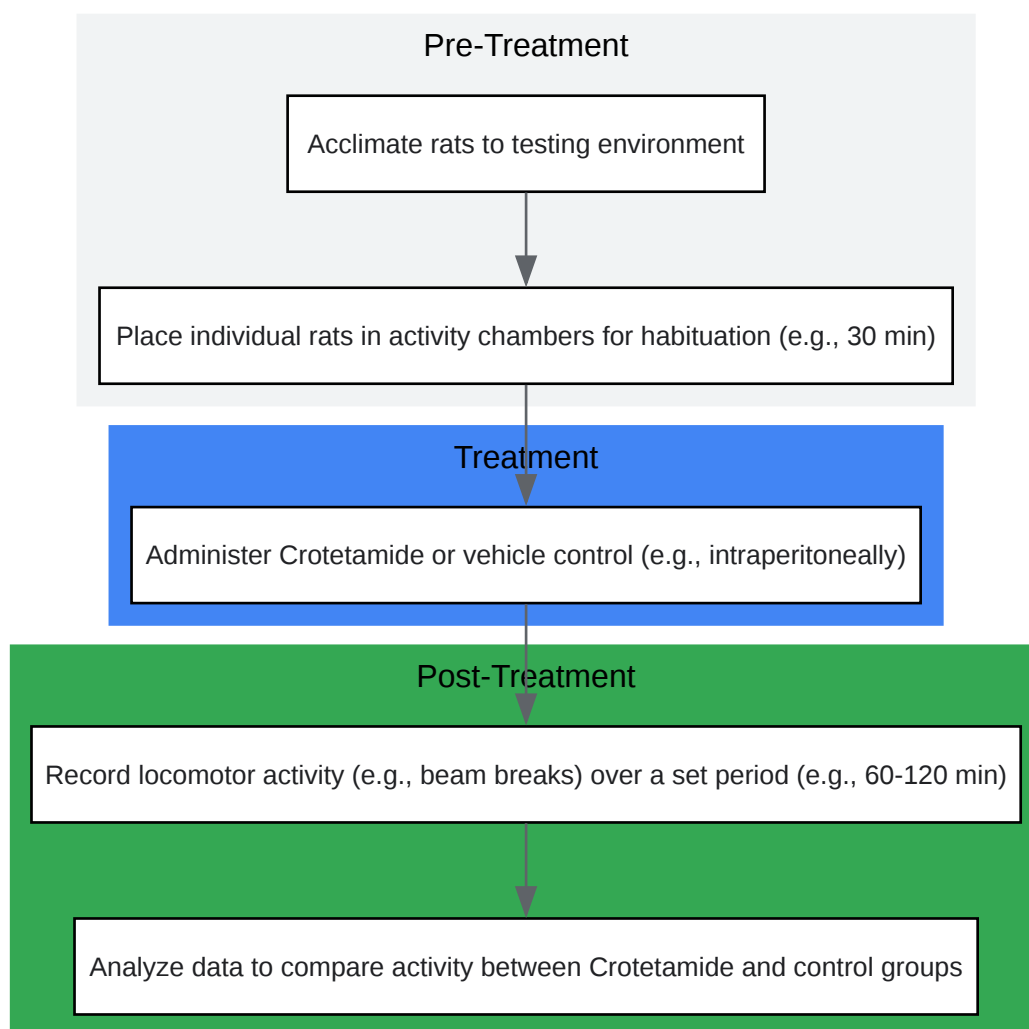 Pre-Treatment
Acclimate rats to testing environment
Place individual rats in activity chambers for habituation (e.g., 30 min)
Treatment
Administer Crotetamide or vehicle control (e.g., intraperitoneally)
Post-Treatment
Record locomotor activity (e.g., beam breaks) over a set period (e.g., 60-120 min)
Analyze data to compare activity between Crotetamide and control groups